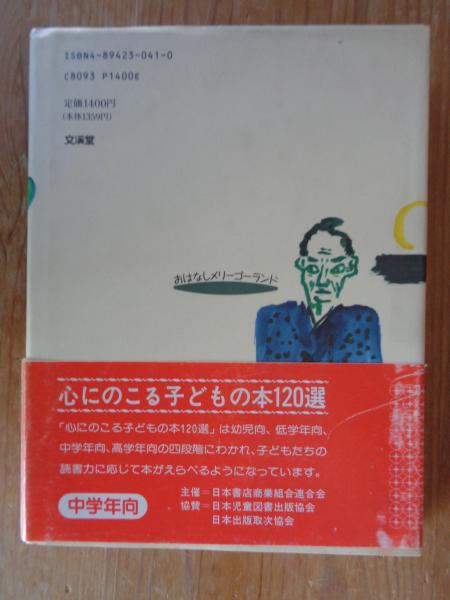 ISBN4-89423-041-0
C8093 P1400E
定価1400円
(本体1359円)
文溪堂
おはなしメリーゴーランド
心にのこる子どもの本120選
「心にのこる子どもの本120選」は幼児向、低学年向、
中学年向、高学年向の四段階にわかれ、子どもたちの
読書力に応じて本がえらべるようになっています。
中学年向
主催＝日本書店商業組合連合会
協賛＝日本児童図書出版協会
日本出版取次協会